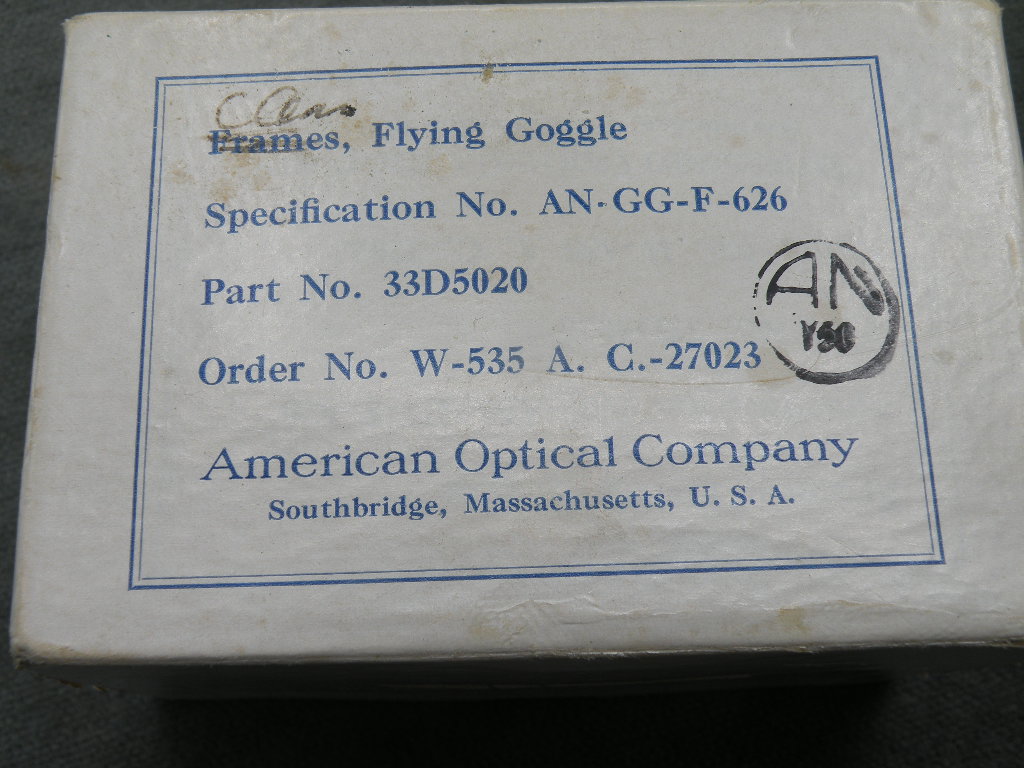 Frames, Flying Goggle
Specification No. AN-GG-F-626
Part No. 33D5020
Order No. W-535 A. C.-27023
AN
Y50
American Optical Company
Southbridge, Massachusetts, U. S. A.